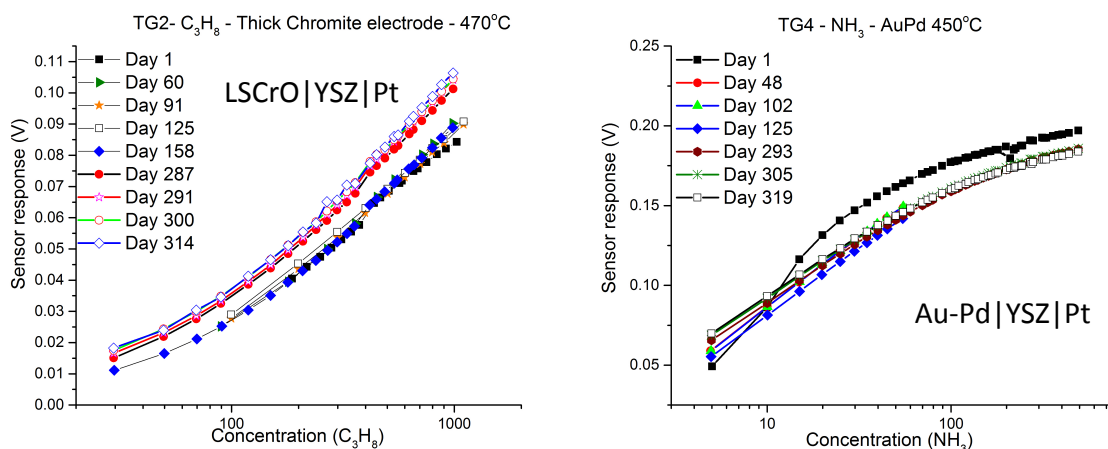 TG2- C₃H₈ - Thick Chromite electrode - 470°C
Day 1
Day 60
Day 91
Day 125
Day 158
Day 287
Day 291
Day 300
Day 314
LSCrO|YSZ|Pt
Sensor response (V)
0.11
0.10
0.09
0.08
0.07
0.06
0.05
0.04
0.03
0.02
0.01
0.00
100
1000
Concentration (C₃H₈)
TG4 - NH₃ - AuPd 450°C
Day 1
Day 48
Day 102
Day 125
Day 293
Day 305
Day 319
Au-Pd|YSZ|Pt
Sensor response (V)
0.25
0.20
0.15
0.10
0.05
10
100
Concentration (NH₃)